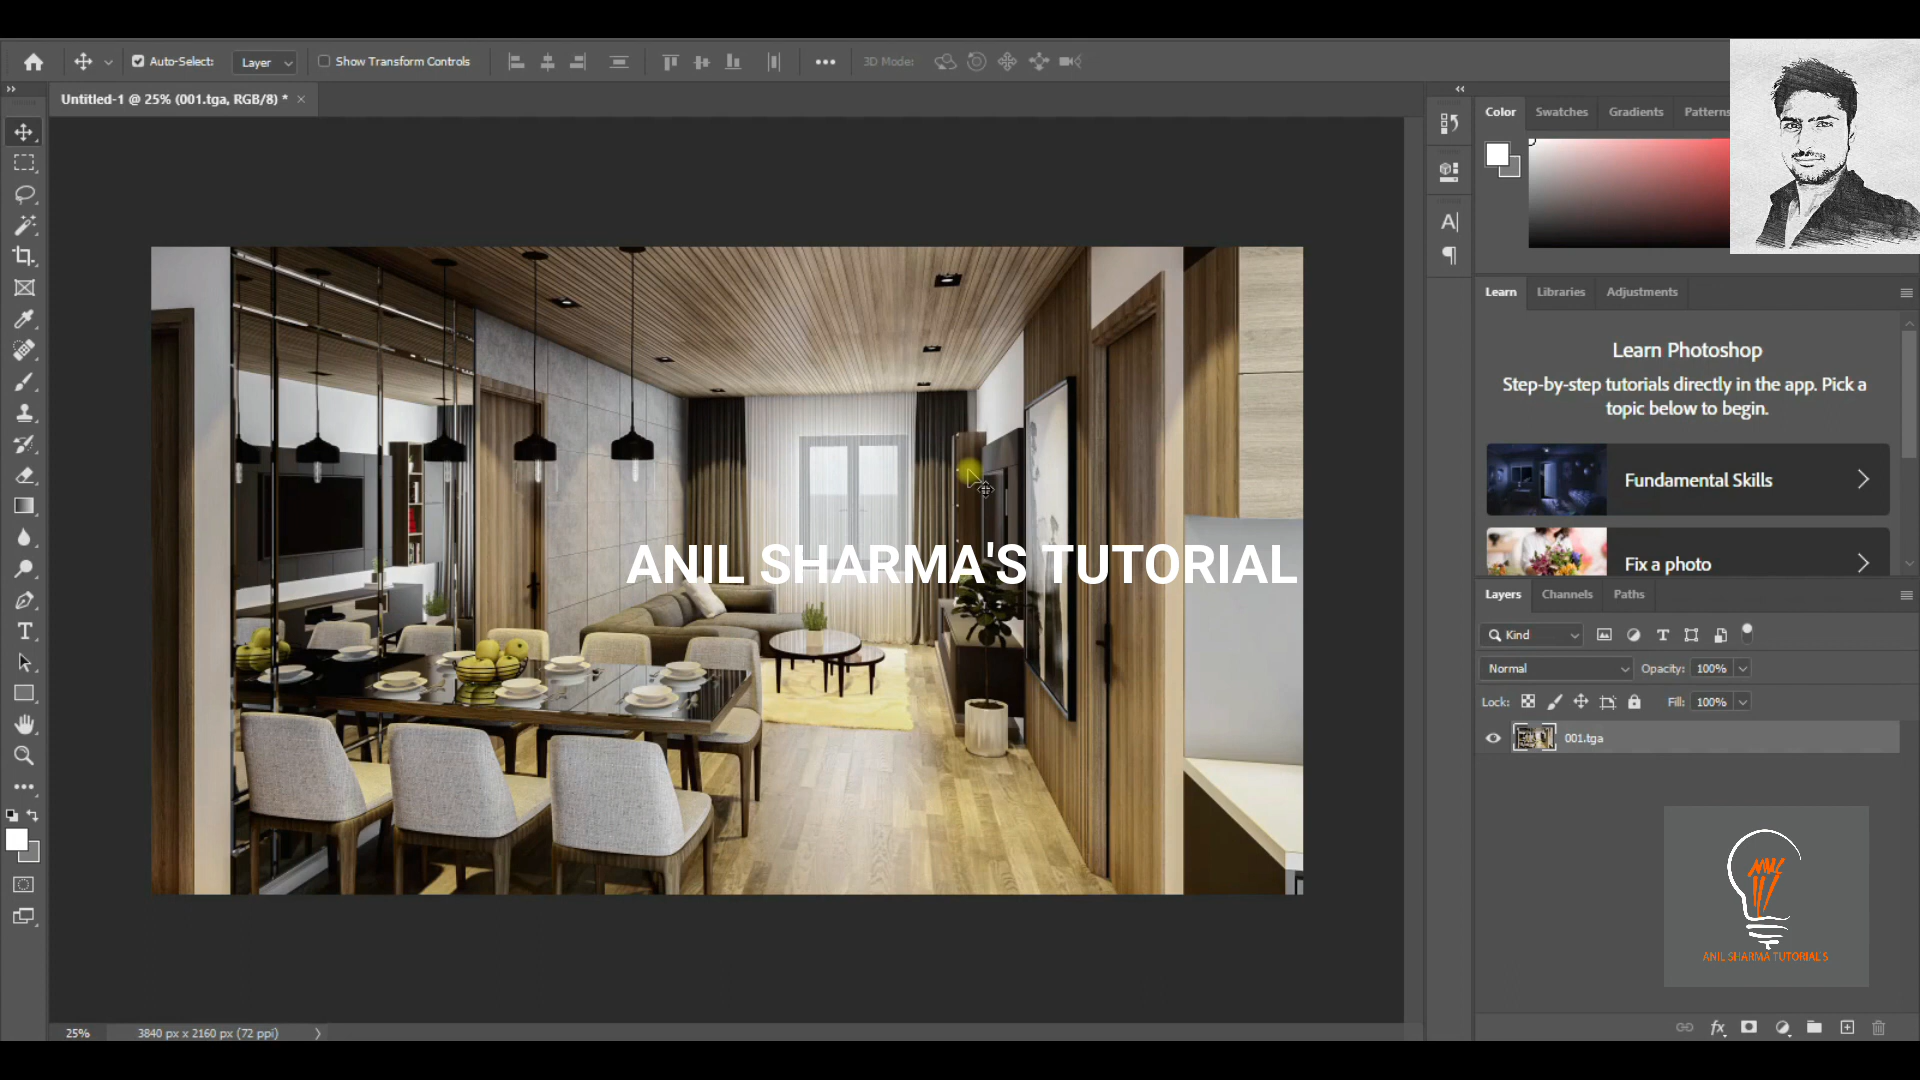 Auto-Select:
Layer
Show Transform Controls
3D Mode:
Untitled-1 @ 25% (001.tga, RGB/8) *
Color
Swatches
Gradients
Patterns
Learn
Libraries
Adjustments
Learn Photoshop
Step-by-step tutorials directly in the app. Pick a
topic below to begin.
Fundamental Skills
Fix a photo
ANIL SHARMA'S TUTORIAL
Layers
Channels
Paths
Kind
Normal
Opacity: 100%
Lock:
Fill: 100%
001.tga
ANIL SHARMA TUTORIAL'S
25%
3840 px x 2160 px (72 ppi)